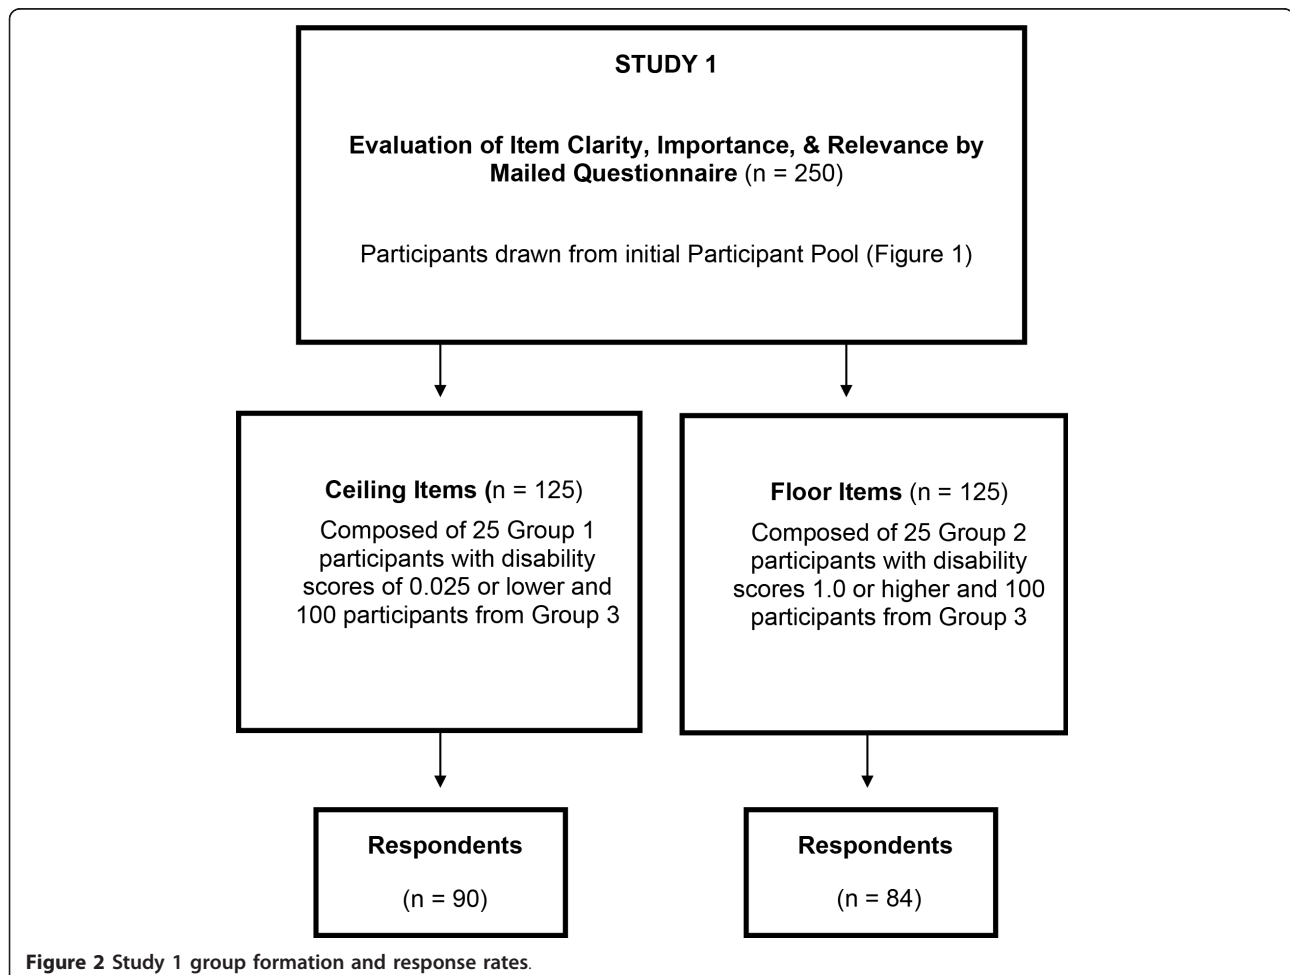 STUDY 1
Evaluation of Item Clarity, Importance, & Relevance by
Mailed Questionnaire (n = 250)
Participants drawn from initial Participant Pool (Figure 1)
Ceiling Items (n = 125)
Composed of 25 Group 1
participants with disability
scores of 0.025 or lower and
100 participants from Group 3
Floor Items (n = 125)
Composed of 25 Group 2
participants with disability
scores 1.0 or higher and 100
participants from Group 3
Respondents
(n = 90)
Respondents
(n = 84)
Figure 2 Study 1 group formation and response rates.